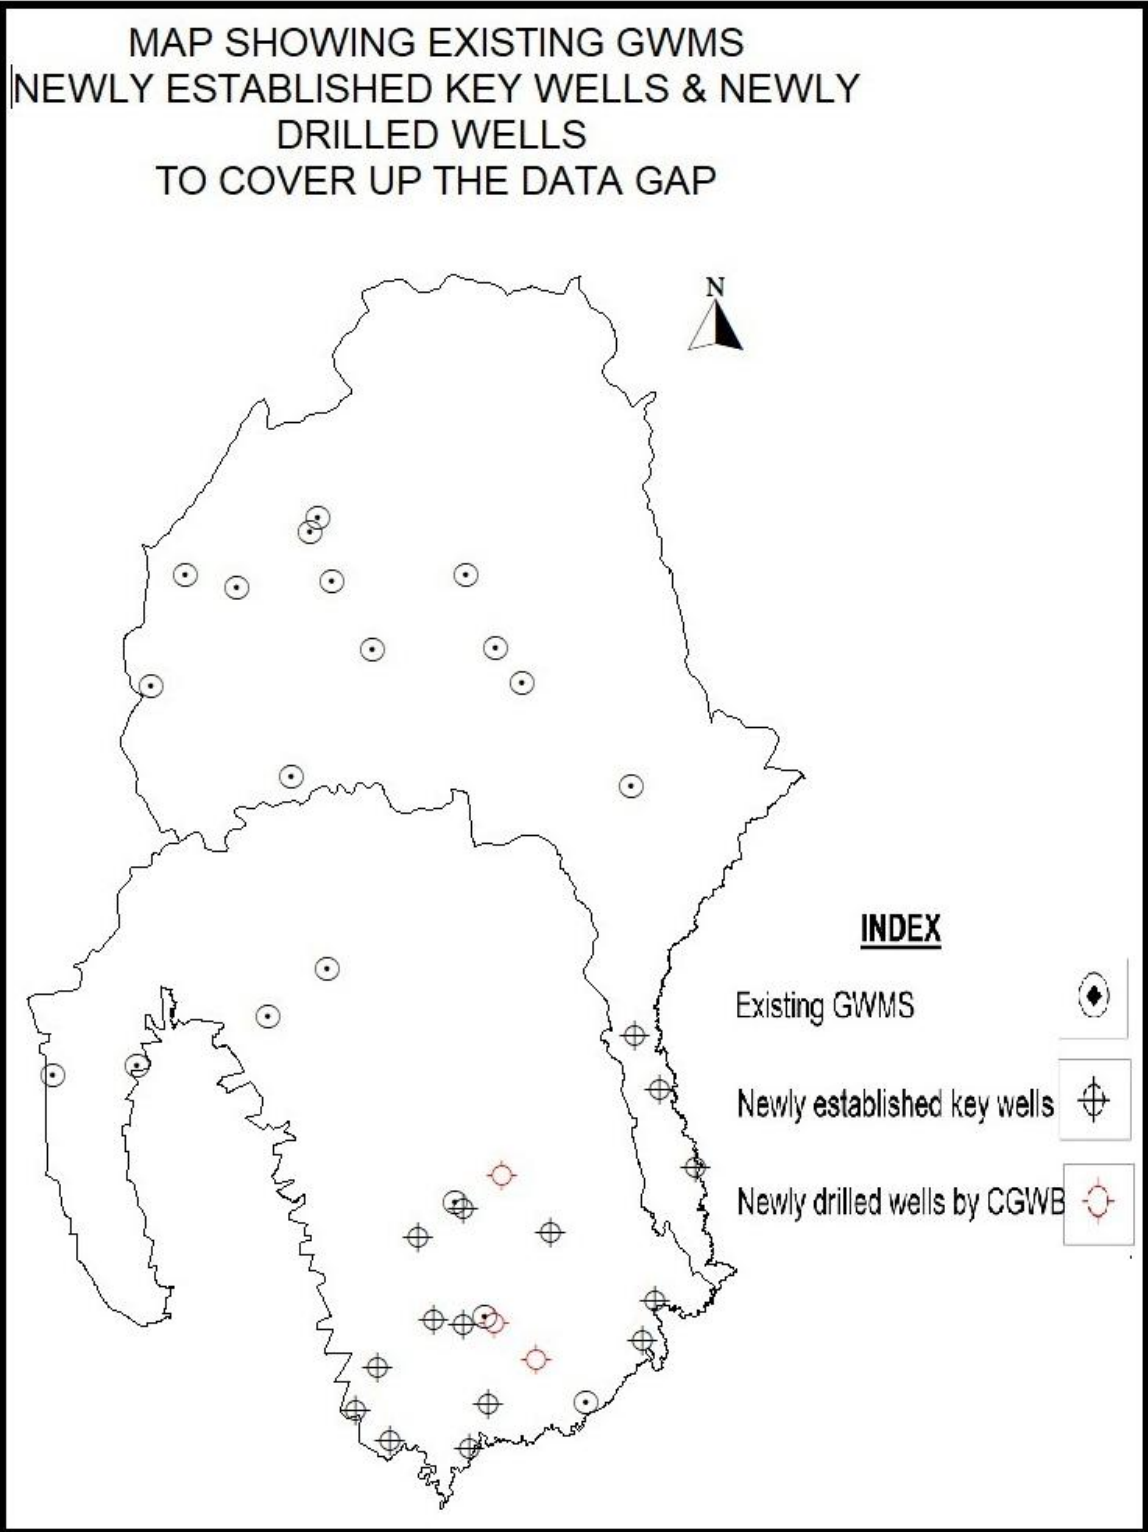 MAP SHOWING EXISTING GWMS
NEWLY ESTABLISHED KEY WELLS & NEWLY
DRILLED WELLS
TO COVER UP THE DATA GAP
N
INDEX
Existing GWMS
Newly established key wells
Newly drilled wells by CGWB